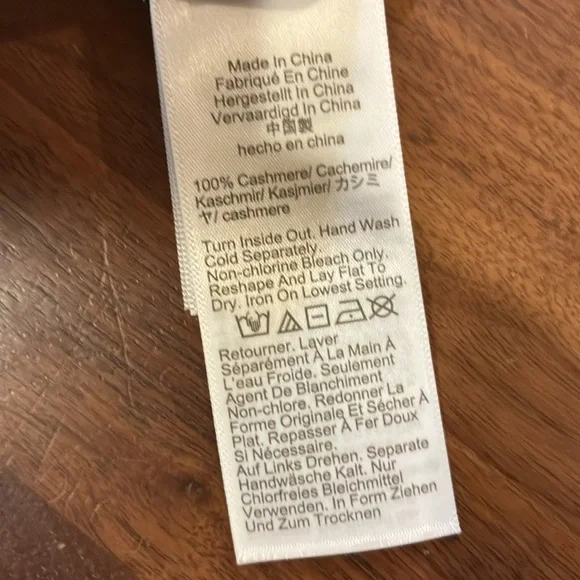 Made In China
Fabriqué En Chine
Hergestellt In China
Vervaardigd In China
中国製
hecho en china
100% Cashmere/ Cachemire/
Kaschmir/ Kasjmier/ カシミ
ヤ/ cashmere
Turn Inside Out. Hand Wash
Cold Separately.
Non-chlorine Bleach Only.
Reshape And Lay Flat To
Dry. Iron On Lowest Setting.
Retourner. Laver
Séparément À La Main À
L'eau Froide. Seulement
Agent De Blanchiment
Non-chlore. Redonner La
Forme Originale Et Sécher À
Plat. Repasser À Fer Doux
Si Nécessaire.
Auf Links Drehen. Separate
Handwäsche Kalt. Nur
Chlorfreies Bleichmittel
Verwenden. In Form Ziehen
Und Zum Trocknen